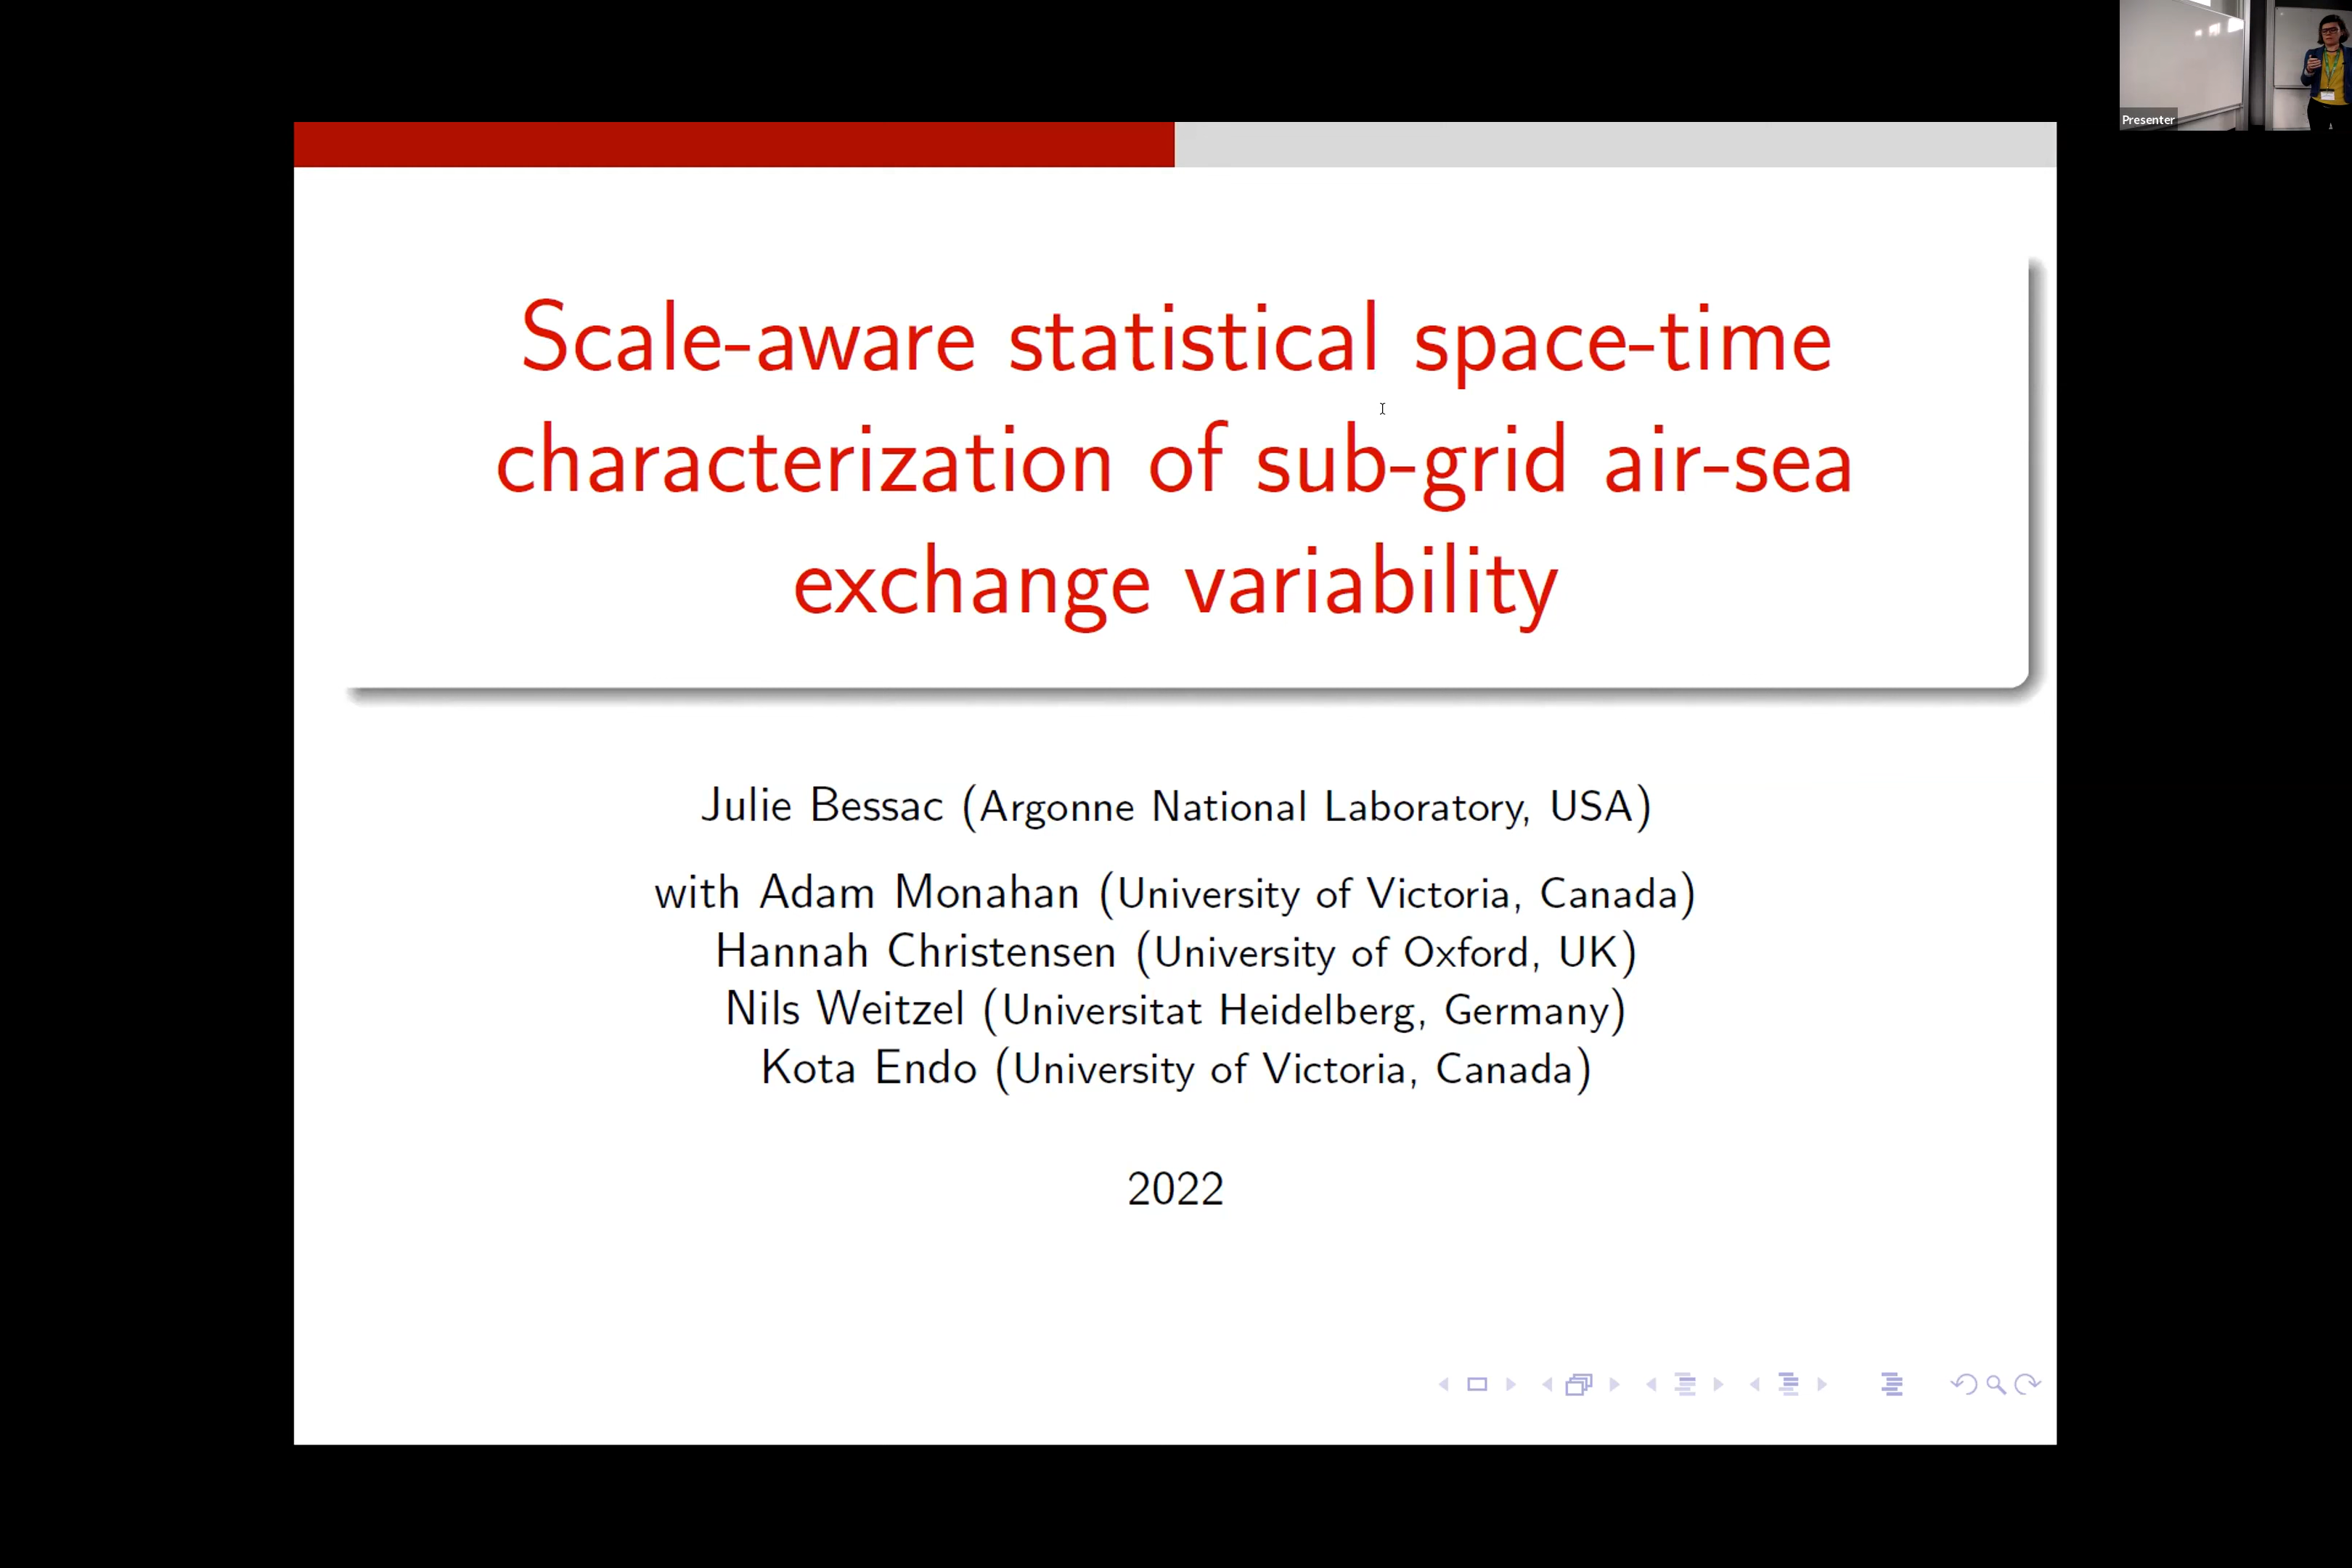 Presenter
Scale-aware statistical space-time
characterization of sub-grid air-sea
exchange variability
Julie Bessac (Argonne National Laboratory, USA)
with Adam Monahan (University of Victoria, Canada)
Hannah Christensen (University of Oxford, UK)
Nils Weitzel (Universitat Heidelberg, Germany)
Kota Endo (University of Victoria, Canada)
2022